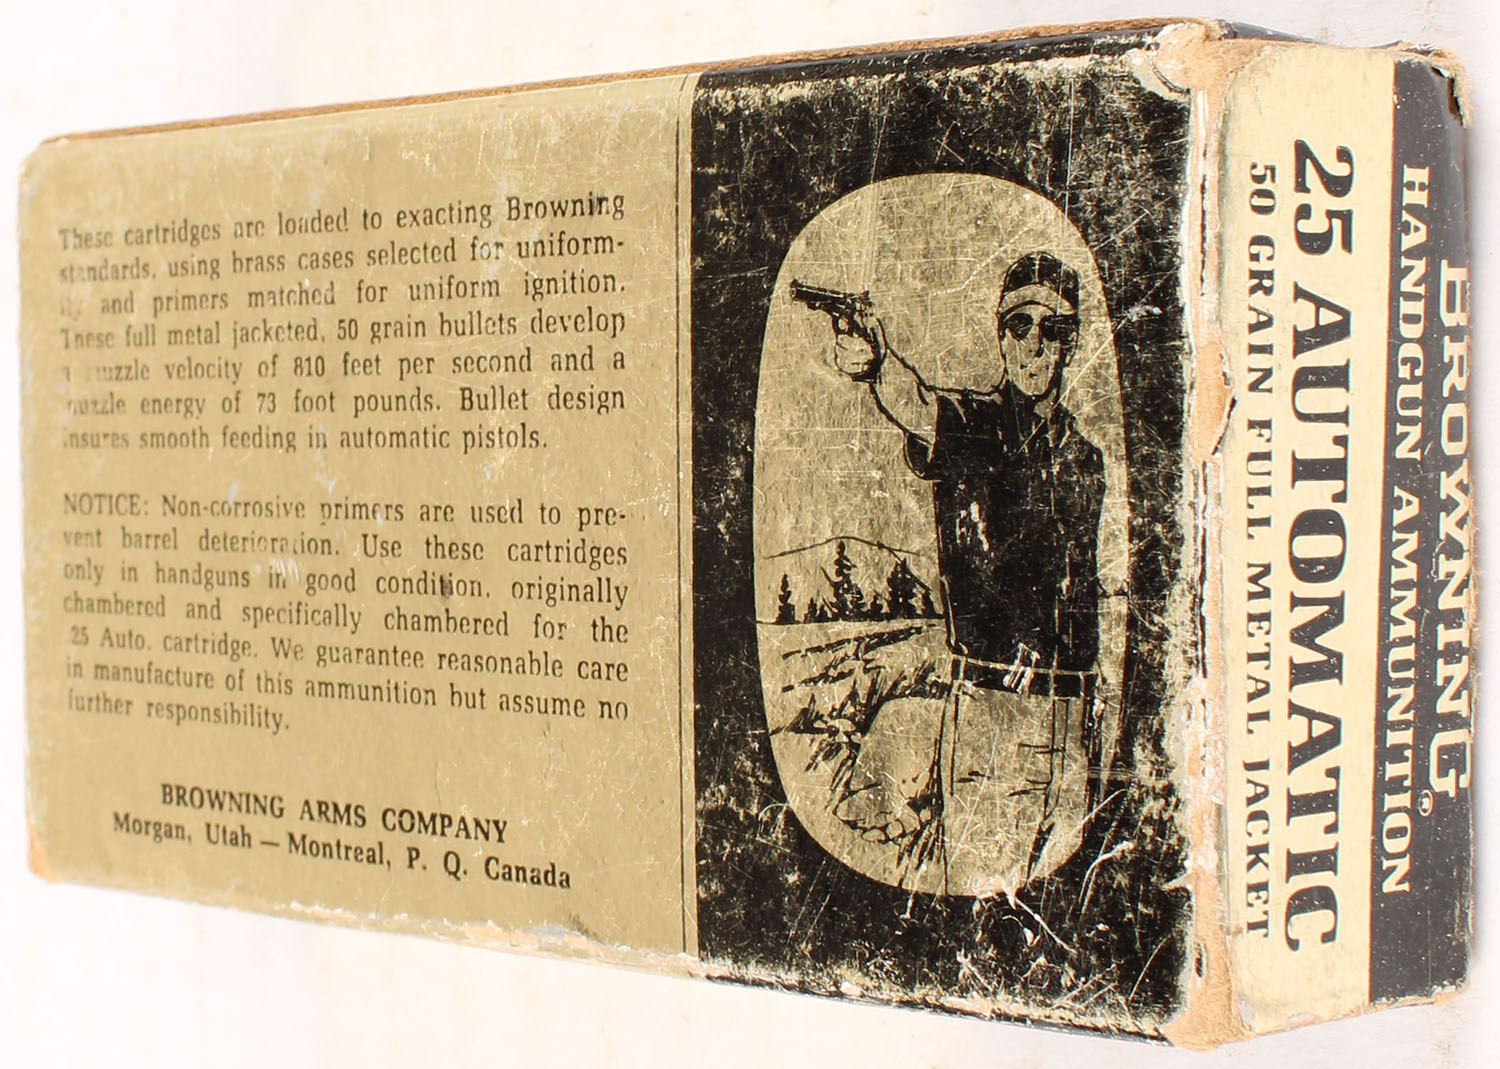 These cartridges are loaded to exacting Browning
standards, using brass cases selected for uniform-
and primers matched for uniform ignition.
These full metal jacketed, 50 grain bullets develop
a muzzle velocity of 810 feet per second and a
muzzle energy of 73 foot pounds. Bullet design
insures smooth feeding in automatic pistols.
NOTICE: Non-corrosive primers are used to pre-
vent barrel deterioration. Use these cartridges
only in handguns in good condition, originally
chambered and specifically chambered for the
25 Auto. cartridge. We guarantee reasonable care
in manufacture of this ammunition but assume no
further responsibility.
BROWNING ARMS COMPANY
Morgan, Utah — Montreal, P. Q. Canada
BROWNING®
HANDGUN AMMUNITION
25 AUTOMATIC
50 GRAIN FULL METAL JACKET